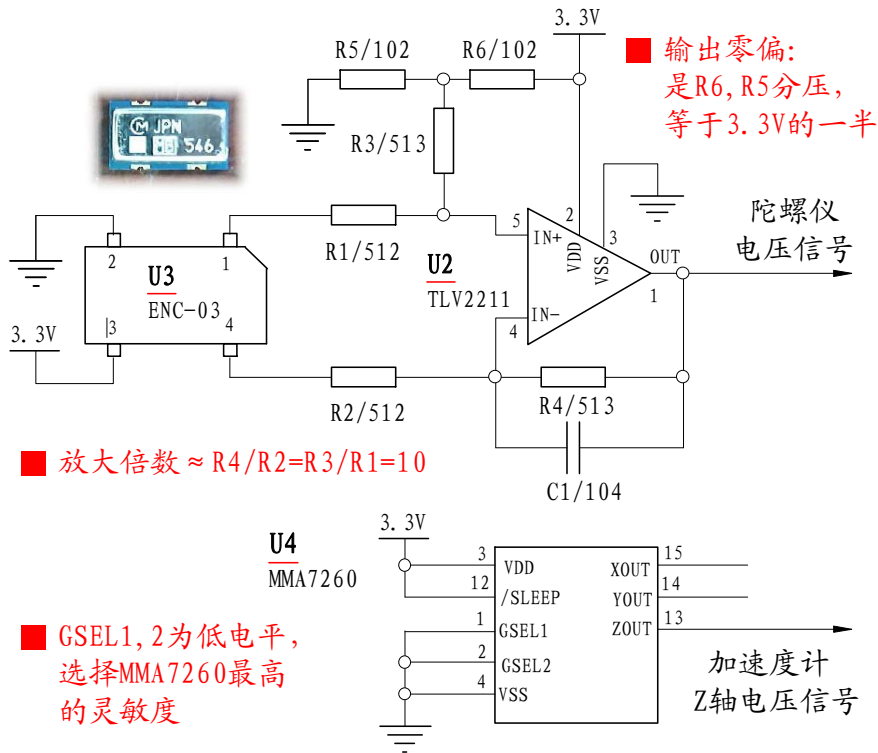 3.3V
R5/102
R6/102
■ 输出零偏:
是R6,R5分压,
等于3.3V的一半
JPN
546
R3/513
R1/512
5
IN+
2
VDD
3
VSS
OUT
1
4
IN-
陀螺仪
电压信号
U2
TLV2211
2
1
U3
ENC-03
3
4
3.3V
R2/512
R4/513
C1/104
■ 放大倍数≈R4/R2=R3/R1=10
3.3V
U4
MMA7260
3
VDD
12
/SLEEP
1
GSEL1
2
GSEL2
4
VSS
XOUT
15
YOUT
14
ZOUT
13
■ GSEL1,2为低电平,
选择MMA7260最高
的灵敏度
加速度计
Z轴电压信号